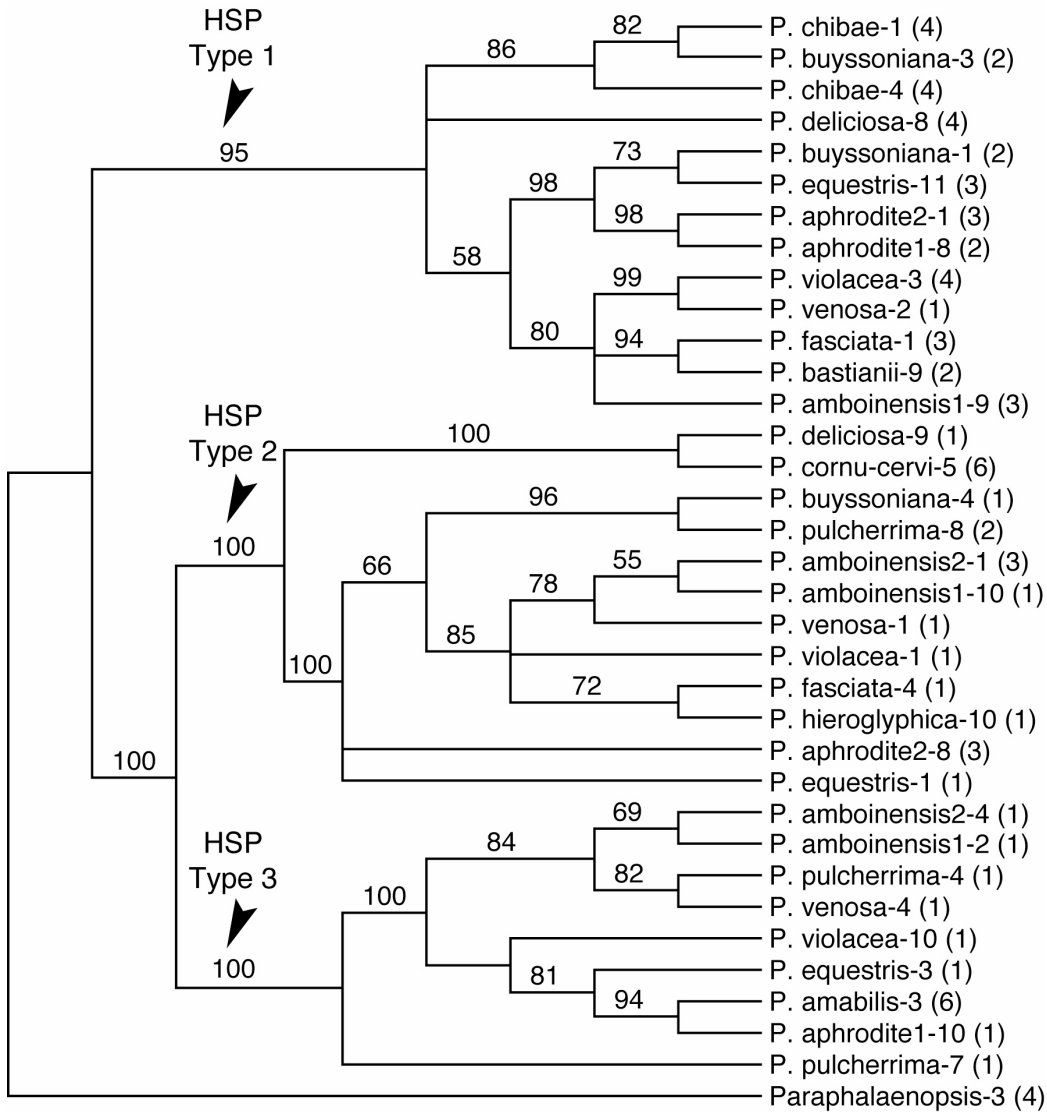 HSP
Type 1
82
P. chibae-1 (4)
86
P. buyssoniana-3 (2)
P. chibae-4 (4)
P. deliciosa-8 (4)
95
73
P. buyssoniana-1 (2)
98
P. equestris-11 (3)
98
P. aphrodite2-1 (3)
P. aphrodite1-8 (2)
58
99
P. violacea-3 (4)
P. venosa-2 (1)
80
94
P. fasciata-1 (3)
P. bastianii-9 (2)
P. amboinensis1-9 (3)
HSP
Type 2
100
P. deliciosa-9 (1)
P. cornu-cervi-5 (6)
96
P. buyssoniana-4 (1)
P. pulcherrima-8 (2)
100
66
55
P. amboinensis2-1 (3)
78
P. amboinensis1-10 (1)
P. venosa-1 (1)
85
P. violacea-1 (1)
100
72
P. fasciata-4 (1)
P. hieroglyphica-10 (1)
P. aphrodite2-8 (3)
100
P. equestris-1 (1)
HSP
Type 3
69
P. amboinensis2-4 (1)
84
P. amboinensis1-2 (1)
82
P. pulcherrima-4 (1)
100
P. venosa-4 (1)
P. violacea-10 (1)
100
81
P. equestris-3 (1)
94
P. amabilis-3 (6)
P. aphrodite1-10 (1)
P. pulcherrima-7 (1)
Paraphalaenopsis-3 (4)